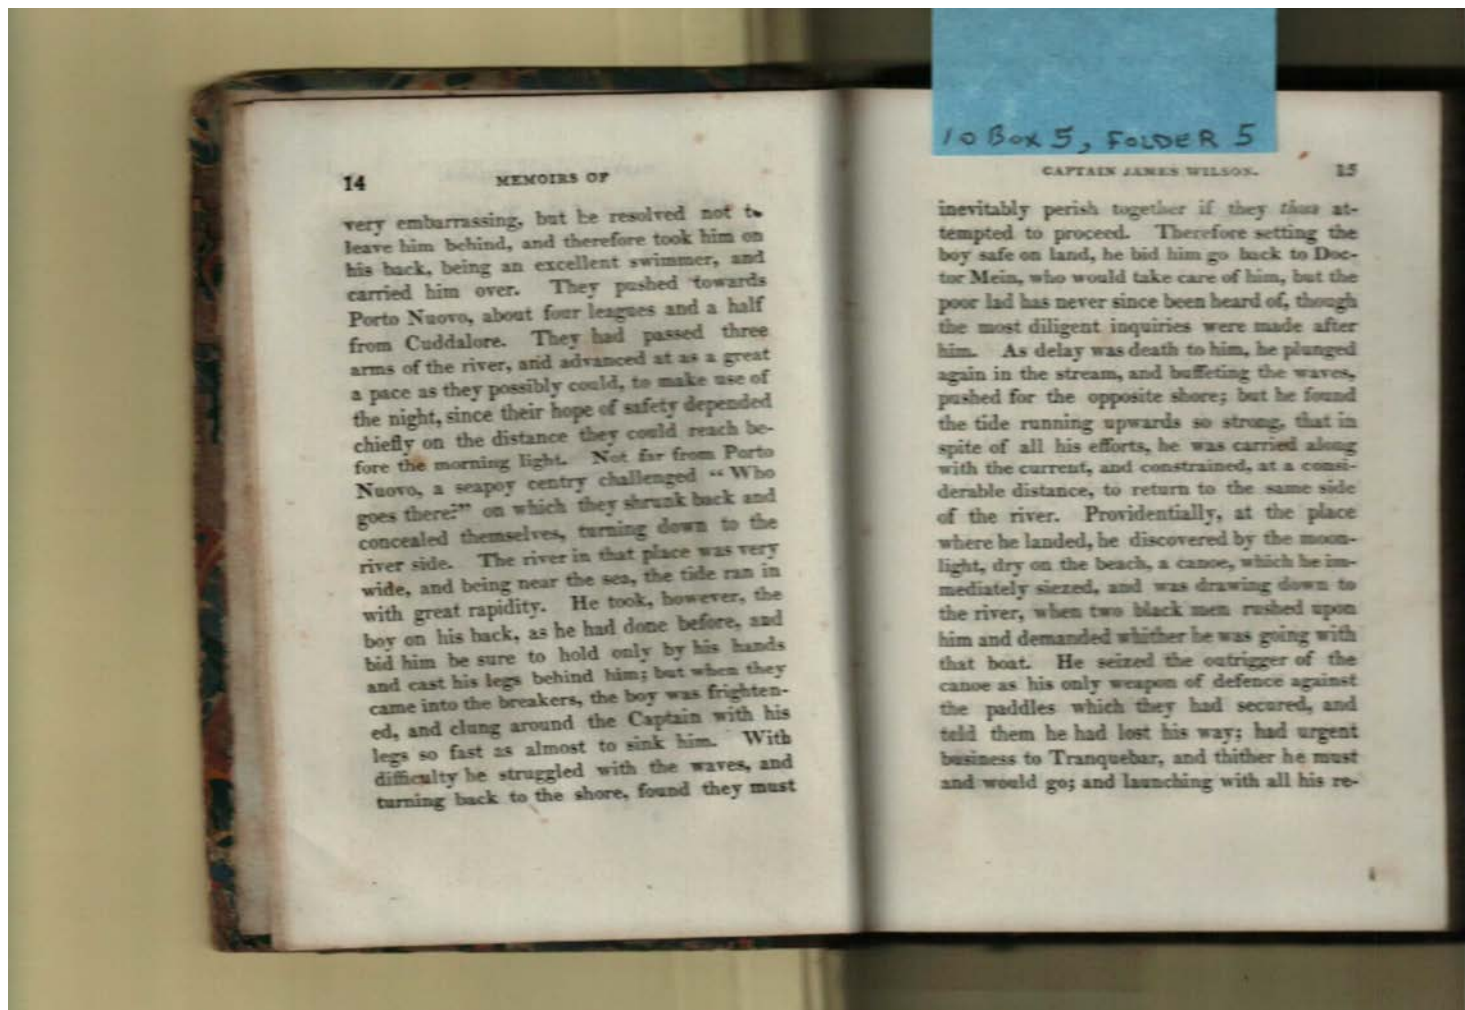 10 BOX 5, FOLDER 5
14 MEMOIRS OF
very embarrassing, but he resolved not to
leave him behind, and therefore took him on
his back, being an excellent swimmer, and
carried him over. They pushed towards
Porto Nuovo, about four leagues and a half
from Cuddalore. They had passed three
arms of the river, and advanced at as a great
a pace as they possibly could, to make use of
the night, since their hope of safety depended
chiefly on the distance they could reach be-
fore the morning light. Not far from Porto
Nuovo, a seapoy centry challenged “Who
goes there?” on which they shrunk back and
concealed themselves, turning down to the
river side. The river in that place was very
wide, and being near the sea, the tide ran in
with great rapidity. He took, however, the
boy on his back, as he had done before, and
bid him be sure to hold only by his hands
and cast his legs behind him; but when they
came into the breakers, the boy was frighten-
ed, and clung around the Captain with his
legs so fast as almost to sink him. With
difficulty he struggled with the waves, and
turning back to the shore, found they must
CAPTAIN JAMES WILSON. 15
inevitably perish together if they thus at-
tempted to proceed. Therefore setting the
boy safe on land, he bid him go back to Doc-
tor Mein, who would take care of him, but the
poor lad has never since been heard of, though
the most diligent inquiries were made after
him. As delay was death to him, he plunged
again in the stream, and buffeting the waves,
pushed for the opposite shore; but he found
the tide running upwards so strong, that in
spite of all his efforts, he was carried along
with the current, and constrained, at a consi-
derable distance, to return to the same side
of the river. Providentially, at the place
where he landed, he discovered by the moon-
light, dry on the beach, a canoe, which he im-
mediately siezed, and was drawing down to
the river, when two black men rushed upon
him and demanded whither he was going with
that boat. He seized the outrigger of the
canoe as his only weapon of defence against
the paddles which they had secured, and
told them he had lost his way; had urgent
business to Tranquebar, and thither he must
and would go; and launching with all his re-